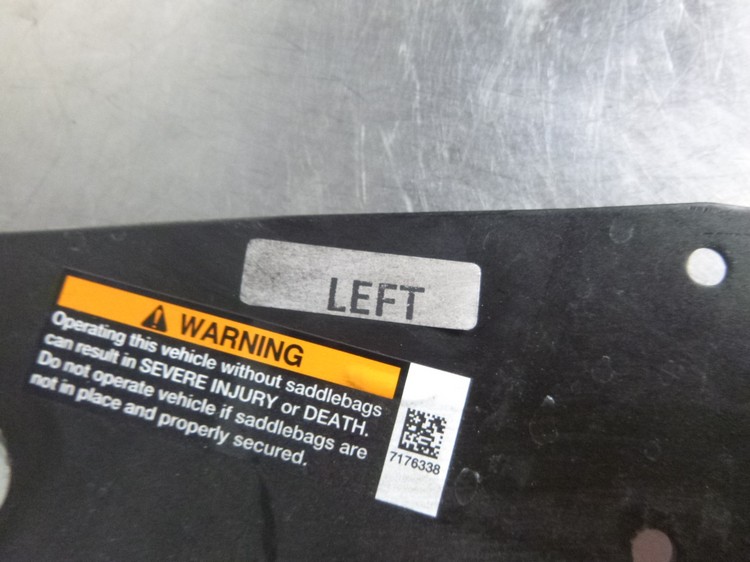 LEFT
WARNING
Operating this vehicle without saddlebags
can result in SEVERE INJURY or DEATH.
Do not operate vehicle if saddlebags are
not in place and properly secured.
7176338